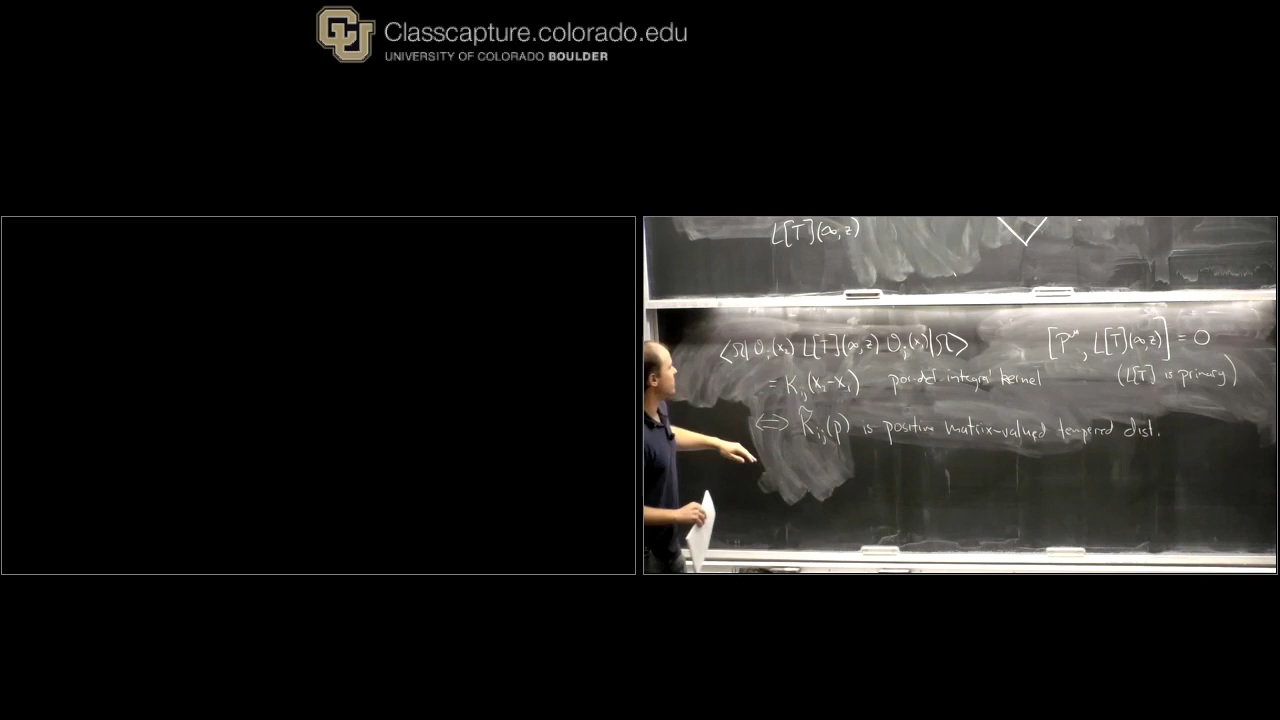 Classcapture.colorado.edu
UNIVERSITY OF COLORADO BOULDER
L[T](∞,z)
⟨Ω| O_i(x_2) L[T](∞,z) O_j(x_1)|Ω⟩ [P^μ, L[T](∞,z)] = 0
= K_ij(x_2-x_1) pos-def-integral kernel (L[T] is primary)
⟺ K̃_ij(p) is positive matrix-valued tempered dist.